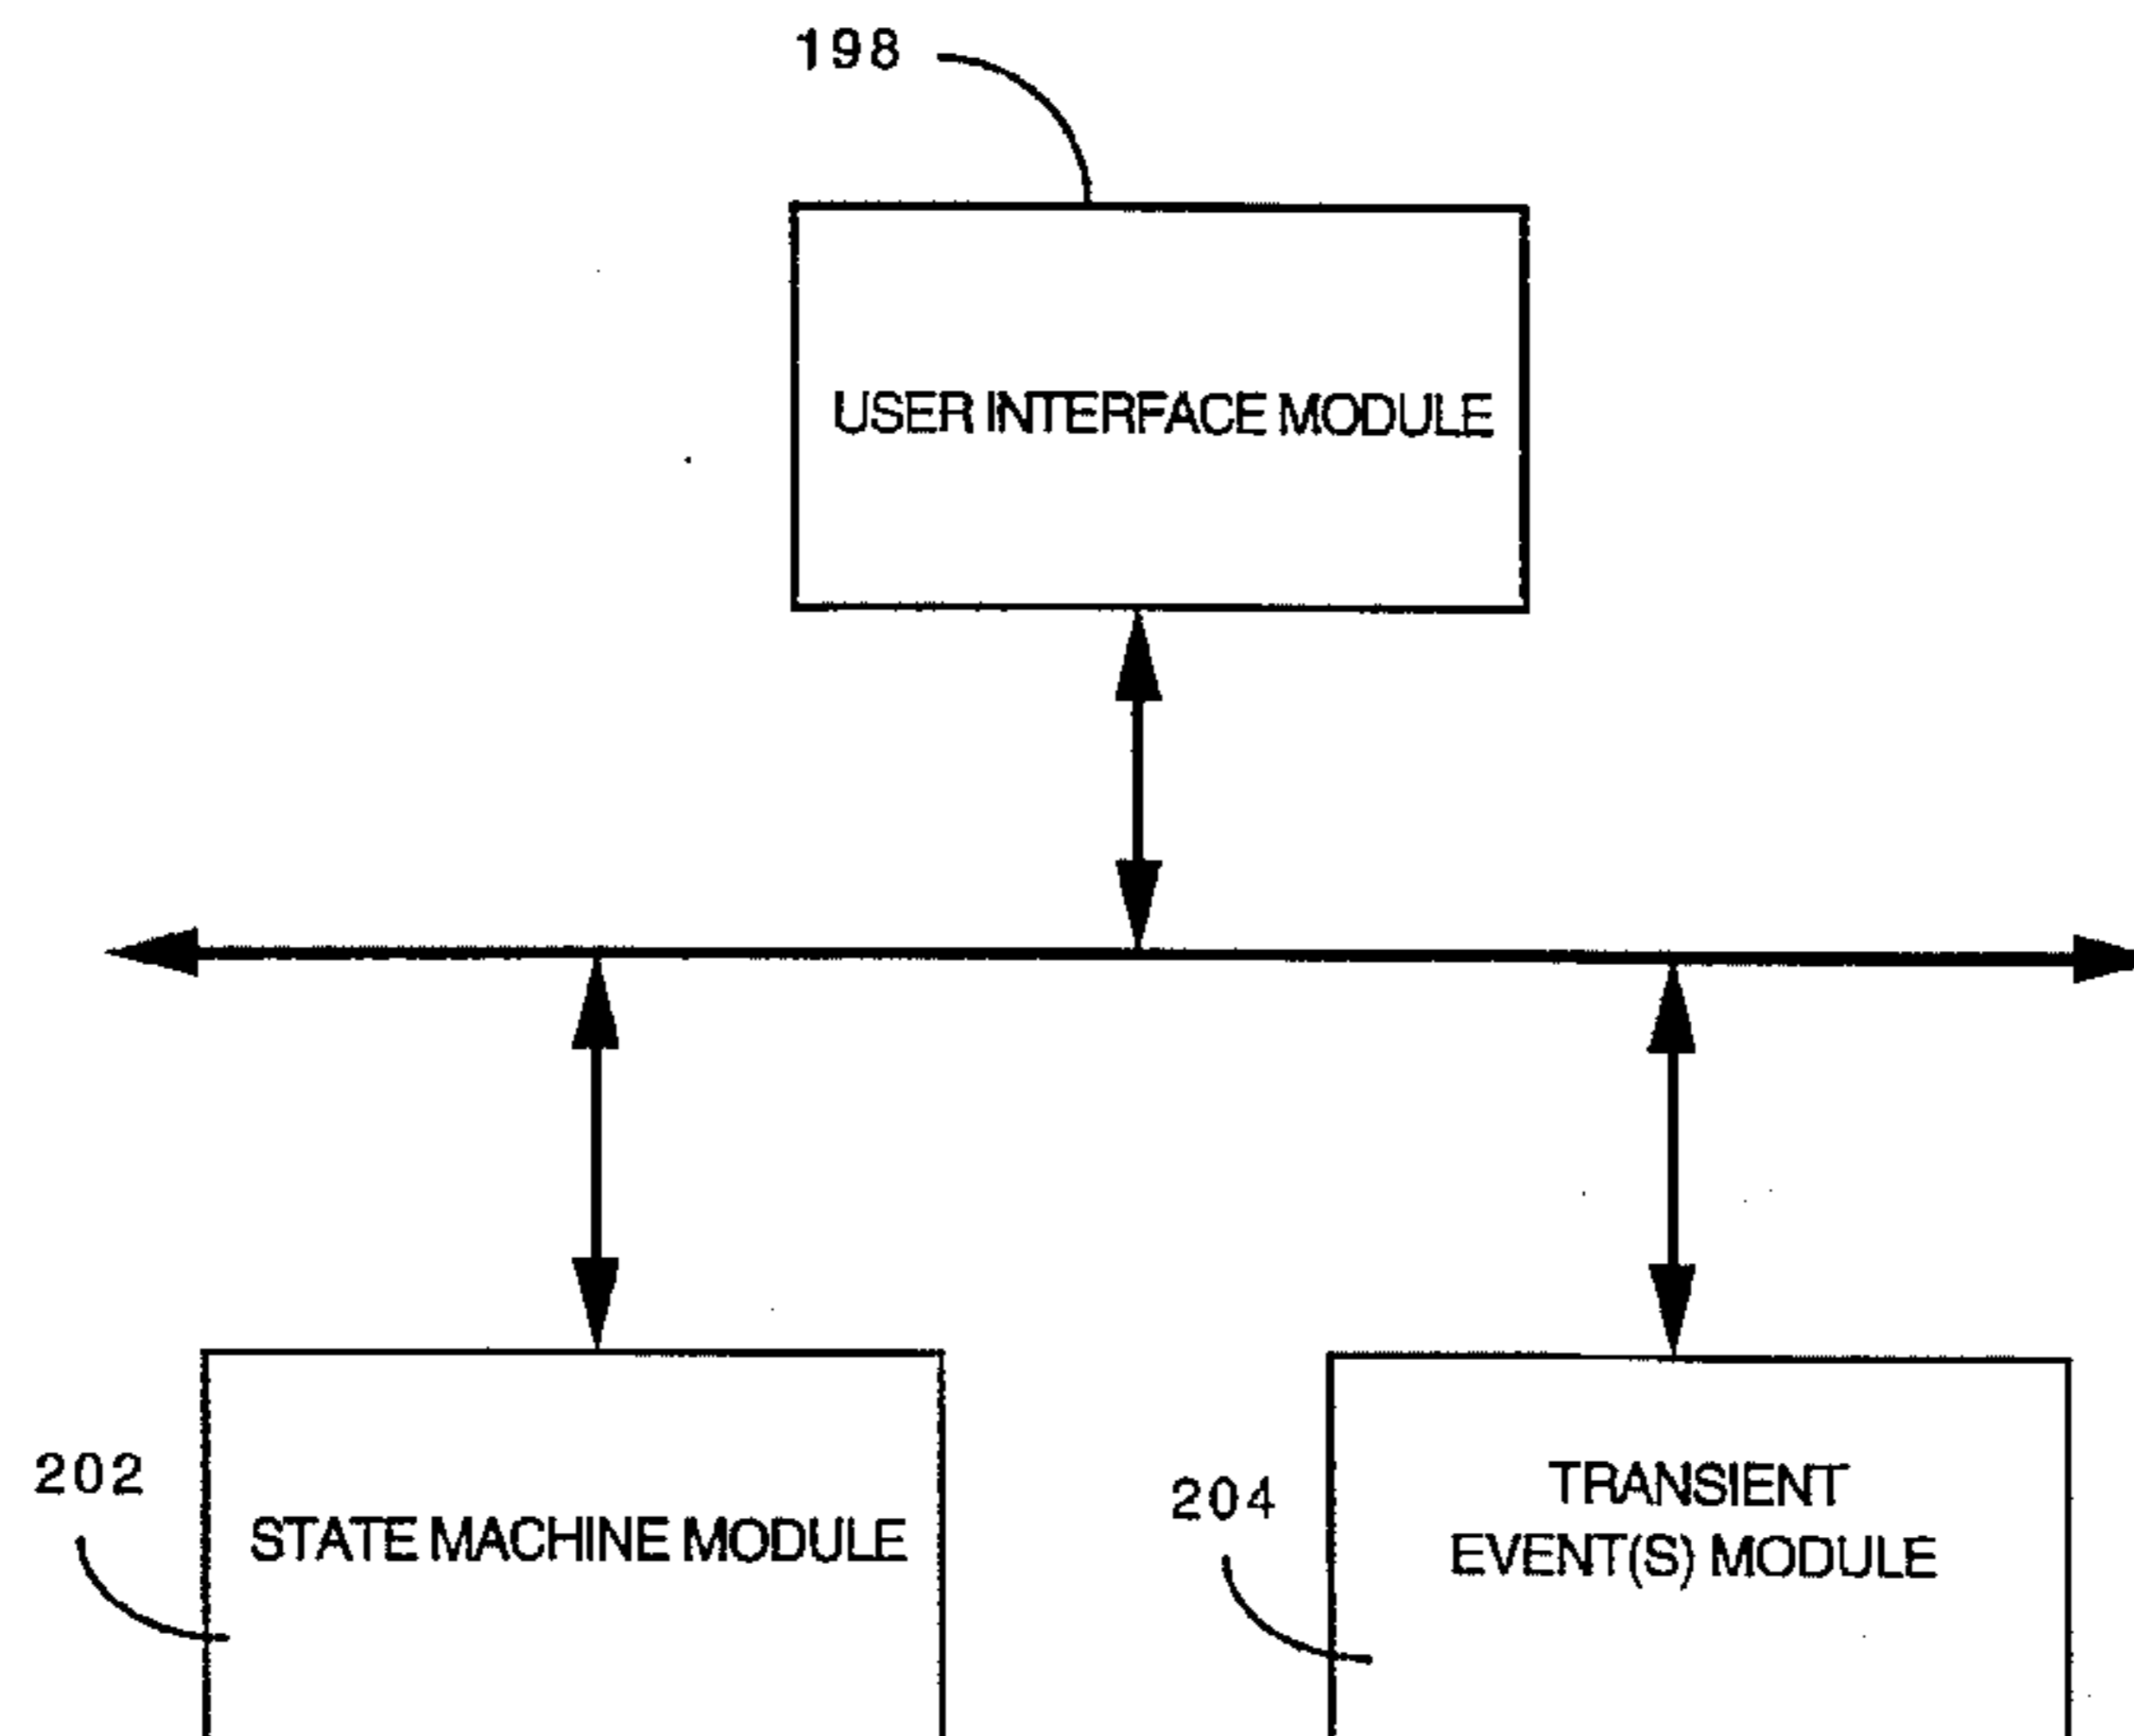 198
USER INTERFACE MODULE
202
STATE MACHINE MODULE
204
TRANSIENT
EVENT(S) MODULE